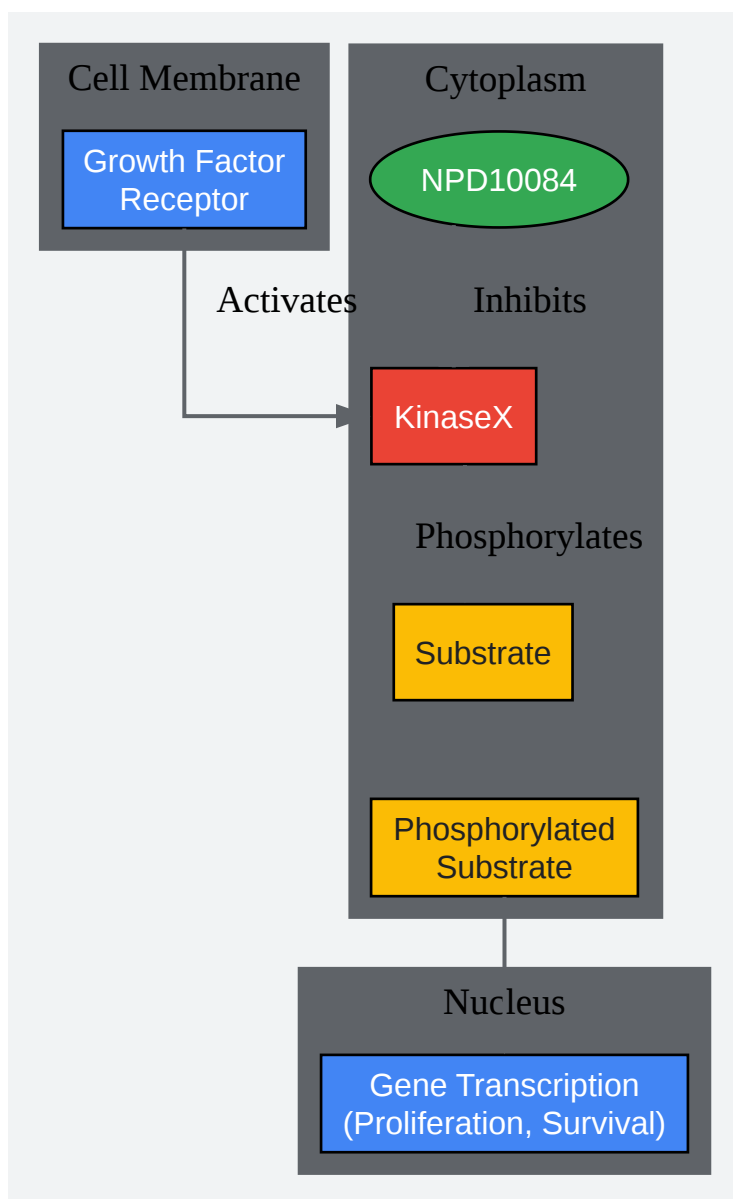 Cell Membrane
Growth Factor
Receptor
Cytoplasm
NPD10084
Activates
Inhibits
KinaseX
Phosphorylates
Substrate
Phosphorylated
Substrate
Nucleus
Gene Transcription
(Proliferation, Survival)